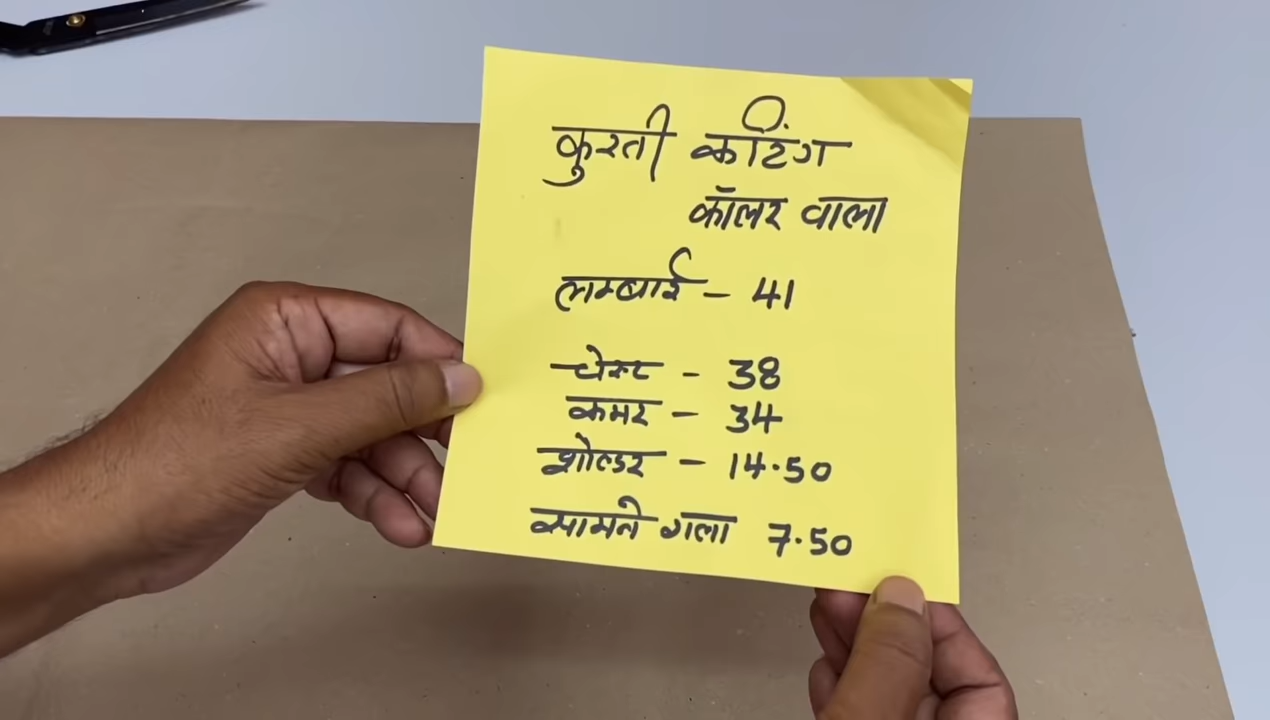 कुरती कटिंग
कॉलर वाला
लम्बाई - 41
चेस्ट - 38
कमर - 34
शोल्डर - 14.50
सामने गला 7.50